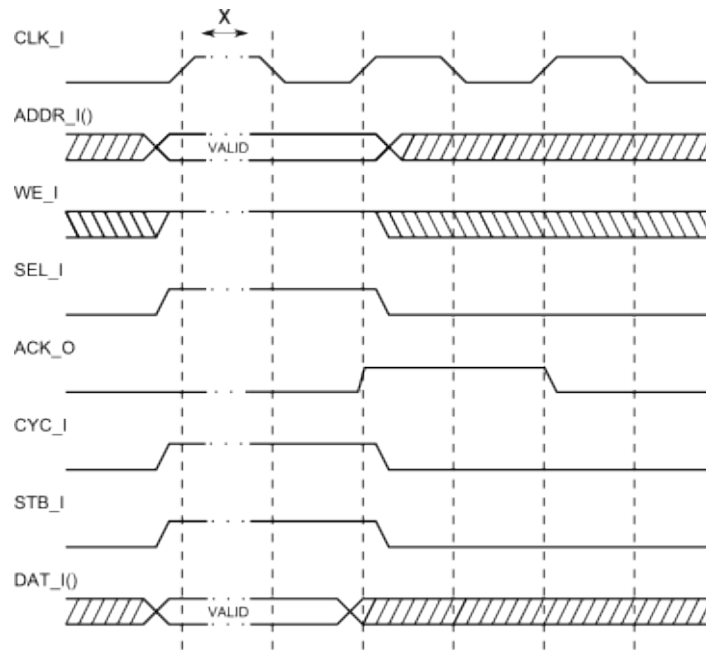 X
CLK_I
ADDR_I()
VALID
WE_I
SEL_I
ACK_O
CYC_I
STB_I
DAT_I()
VALID